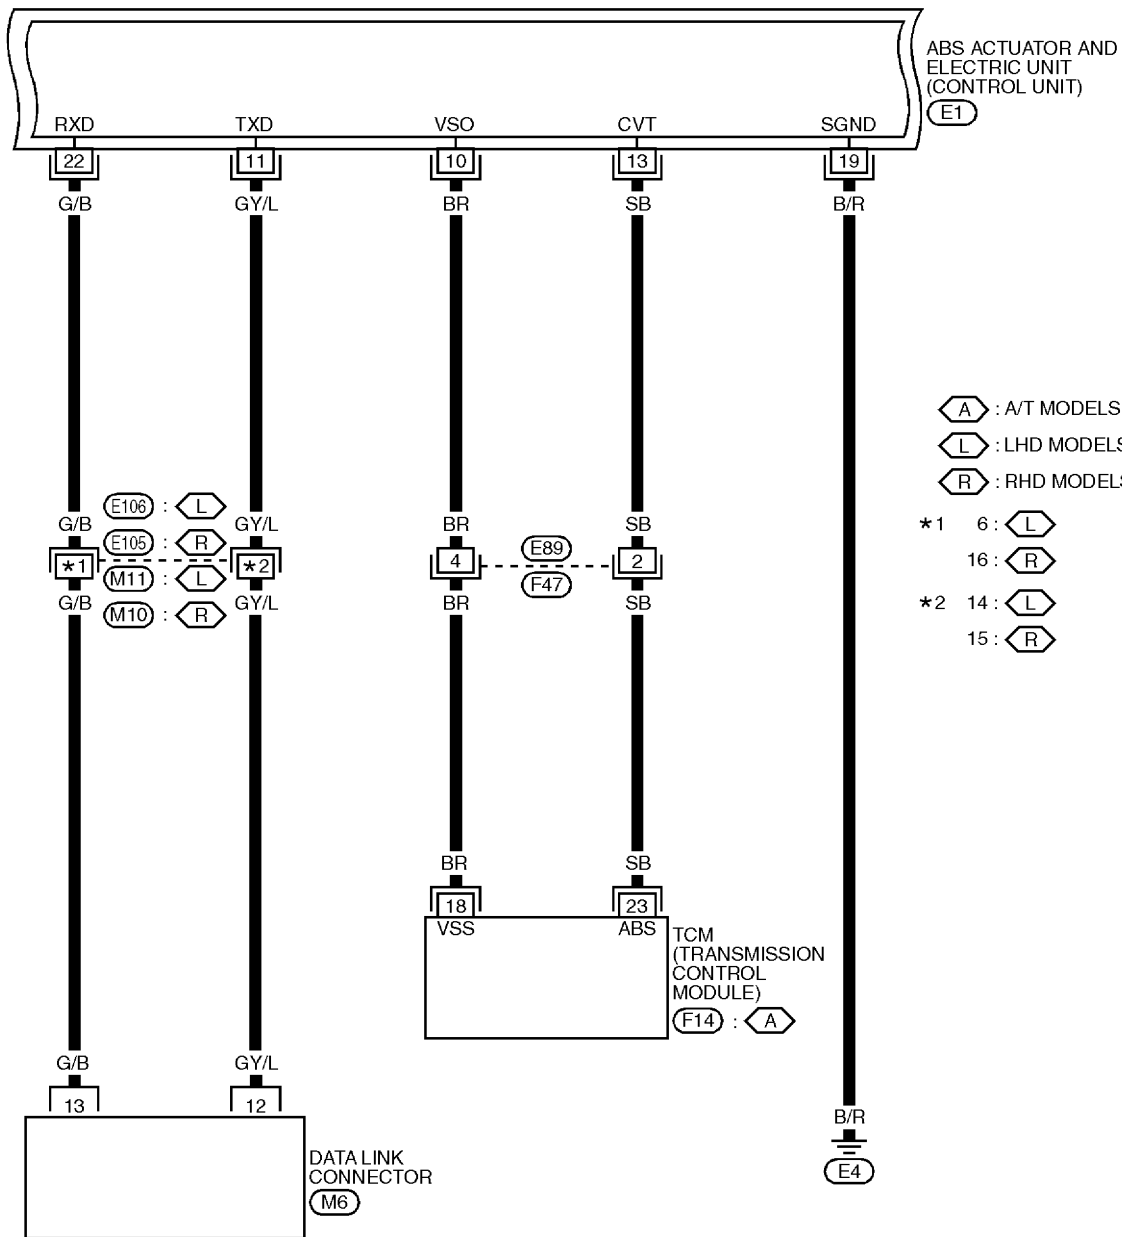 ABS ACTUATOR AND
ELECTRIC UNIT
(CONTROL UNIT)
E1
RXD TXD VSO CVT SGND
22 11 10 13 19
G/B GY/L BR SB B/R
A : A/T MODELS
L : LHD MODELS
R : RHD MODELS
E106 : L
G/B GY/L BR SB
*1 6 : L
E105 : R
E89
*1 *2 4 2
16 : R
M11 : L
F47
G/B GY/L BR SB
*2 14 : L
M10 : R
15 : R
BR SB
18 23
VSS ABS
TCM
(TRANSMISSION
CONTROL
MODULE)
F14 : A
G/B GY/L
13 12
B/R
E4
DATA LINK
CONNECTOR
M6